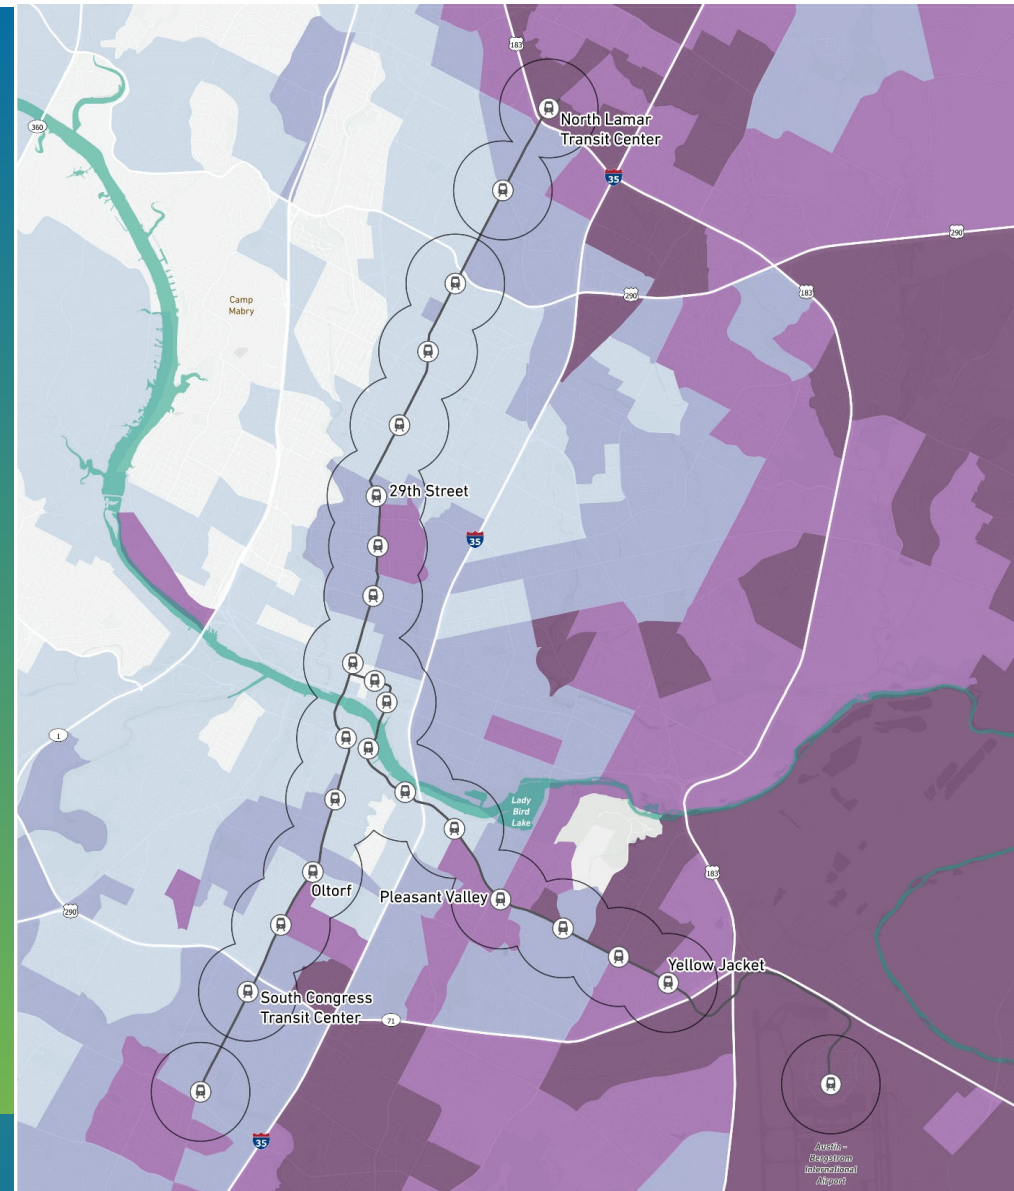 183
360
North Lamar
Transit Center
35
290
Camp
Mabry
290
183
29th Street
35
1
Lady
Bird
Lake
183
Oltorf
Pleasant Valley
290
Yellow Jacket
South Congress
Transit Center
71
35
Austin -
Bergstrom
International
Airport